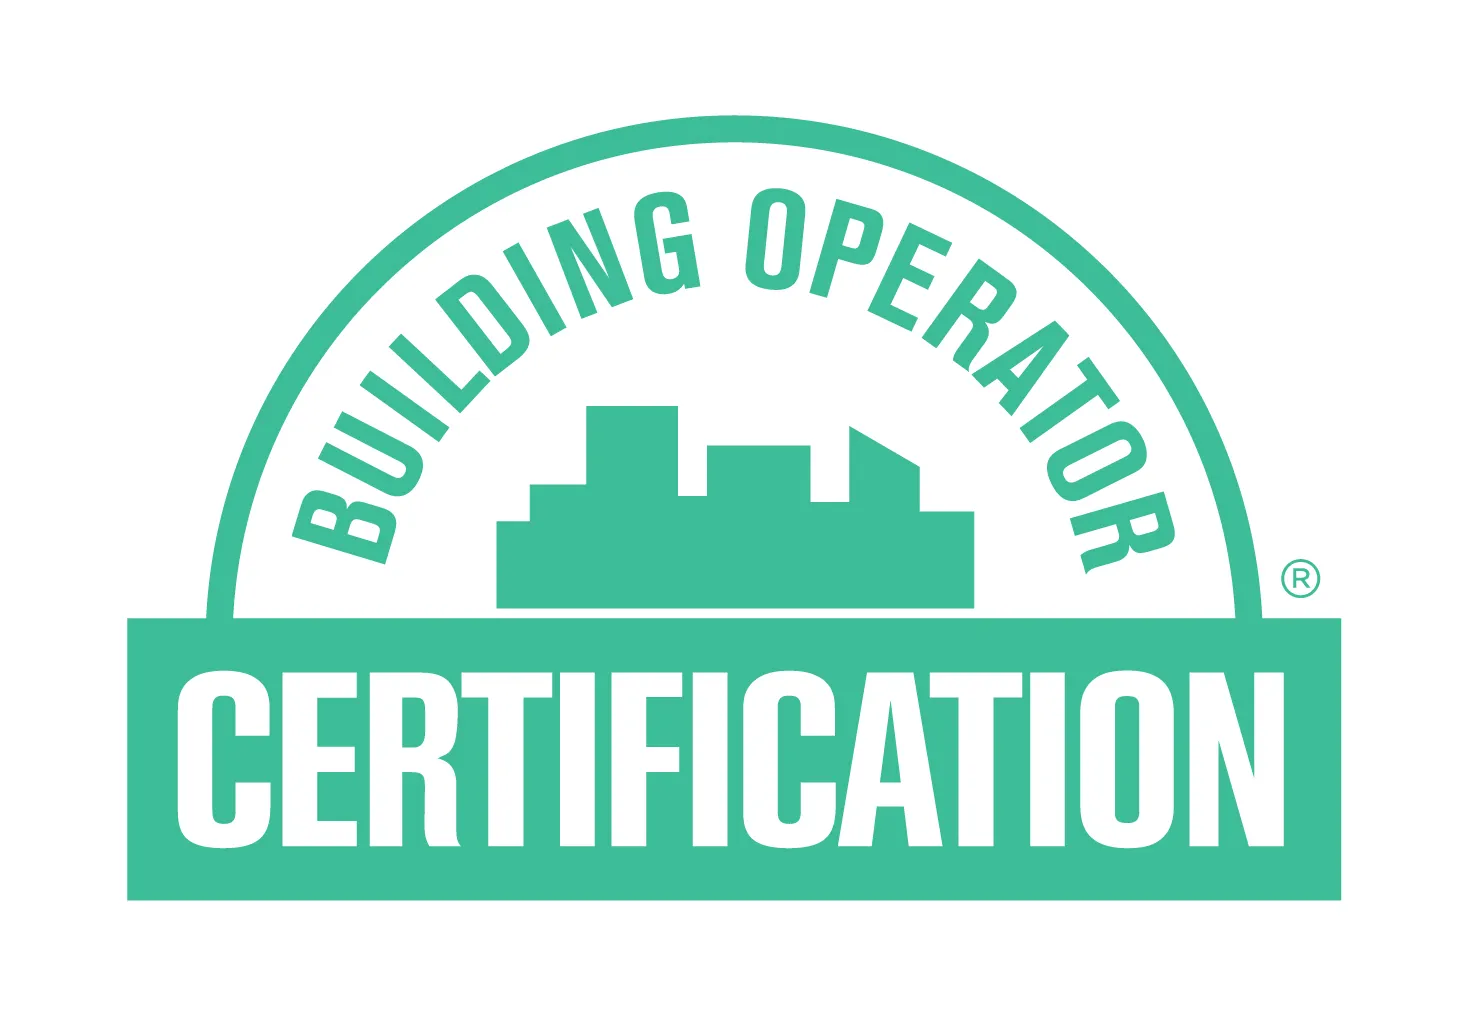 BUILDING OPERATOR
®
CERTIFICATION